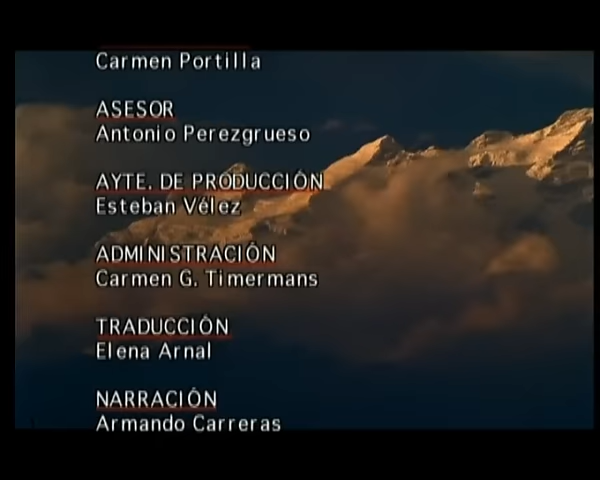 Carmen Portilla
ASESOR
Antonio Perezgrueso
AYTE. DE PRODUCCIÓN
Esteban Vélez
ADMINISTRACIÓN
Carmen G. Timermans
TRADUCCIÓN
Elena Arnal
NARRACIÓN
Armando Carreras